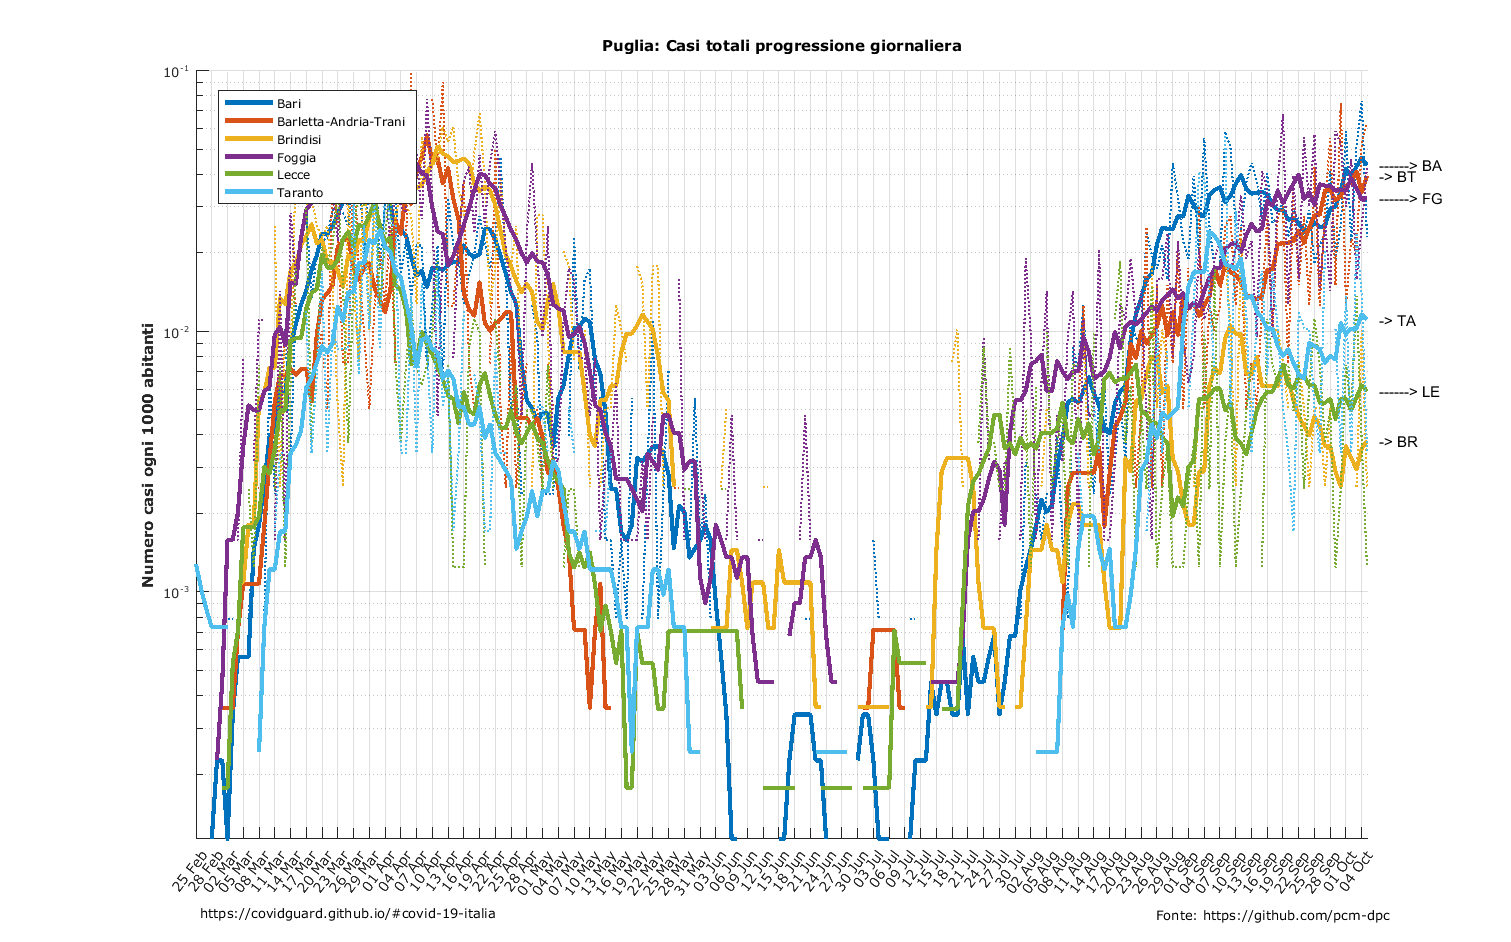 Puglia: Casi totali progressione giornaliera
Numero casi ogni 1000 abitanti
10-1
10-2
10-3
Bari
Barletta-Andria-Trani
Brindisi
Foggia
Lecce
Taranto
------> BA
-> BT
------> FG
-> TA
------> LE
-> BR
25 Feb
28 Feb
02 Mar
05 Mar
08 Mar
11 Mar
14 Mar
17 Mar
20 Mar
23 Mar
26 Mar
29 Mar
01 Apr
04 Apr
07 Apr
10 Apr
13 Apr
16 Apr
19 Apr
22 Apr
25 Apr
28 Apr
01 May
04 May
07 May
10 May
13 May
16 May
19 May
22 May
25 May
28 May
31 May
03 Jun
06 Jun
09 Jun
12 Jun
15 Jun
18 Jun
21 Jun
24 Jun
27 Jun
30 Jun
03 Jul
06 Jul
09 Jul
12 Jul
15 Jul
18 Jul
21 Jul
24 Jul
27 Jul
30 Jul
02 Aug
05 Aug
08 Aug
11 Aug
14 Aug
17 Aug
20 Aug
23 Aug
26 Aug
29 Aug
01 Sep
04 Sep
07 Sep
10 Sep
13 Sep
16 Sep
19 Sep
22 Sep
25 Sep
28 Sep
01 Oct
04 Oct
https://covidguard.github.io/#covid-19-italia
Fonte: https://github.com/pcm-dpc